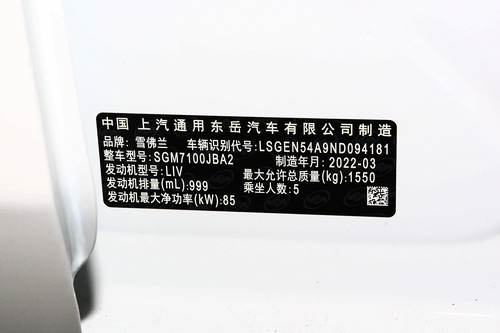 中国 上汽通用东岳汽车有限公司制造
品牌: 雪佛兰 车辆识别代号: LSGEN54A9ND094181
整车型号: SGM7100JBA2 制造年月: 2022-03
发动机型号: LIV 最大允许总质量(kg): 1550
发动机排量(mL): 999 乘坐人数: 5
发动机最大净功率(kW): 85